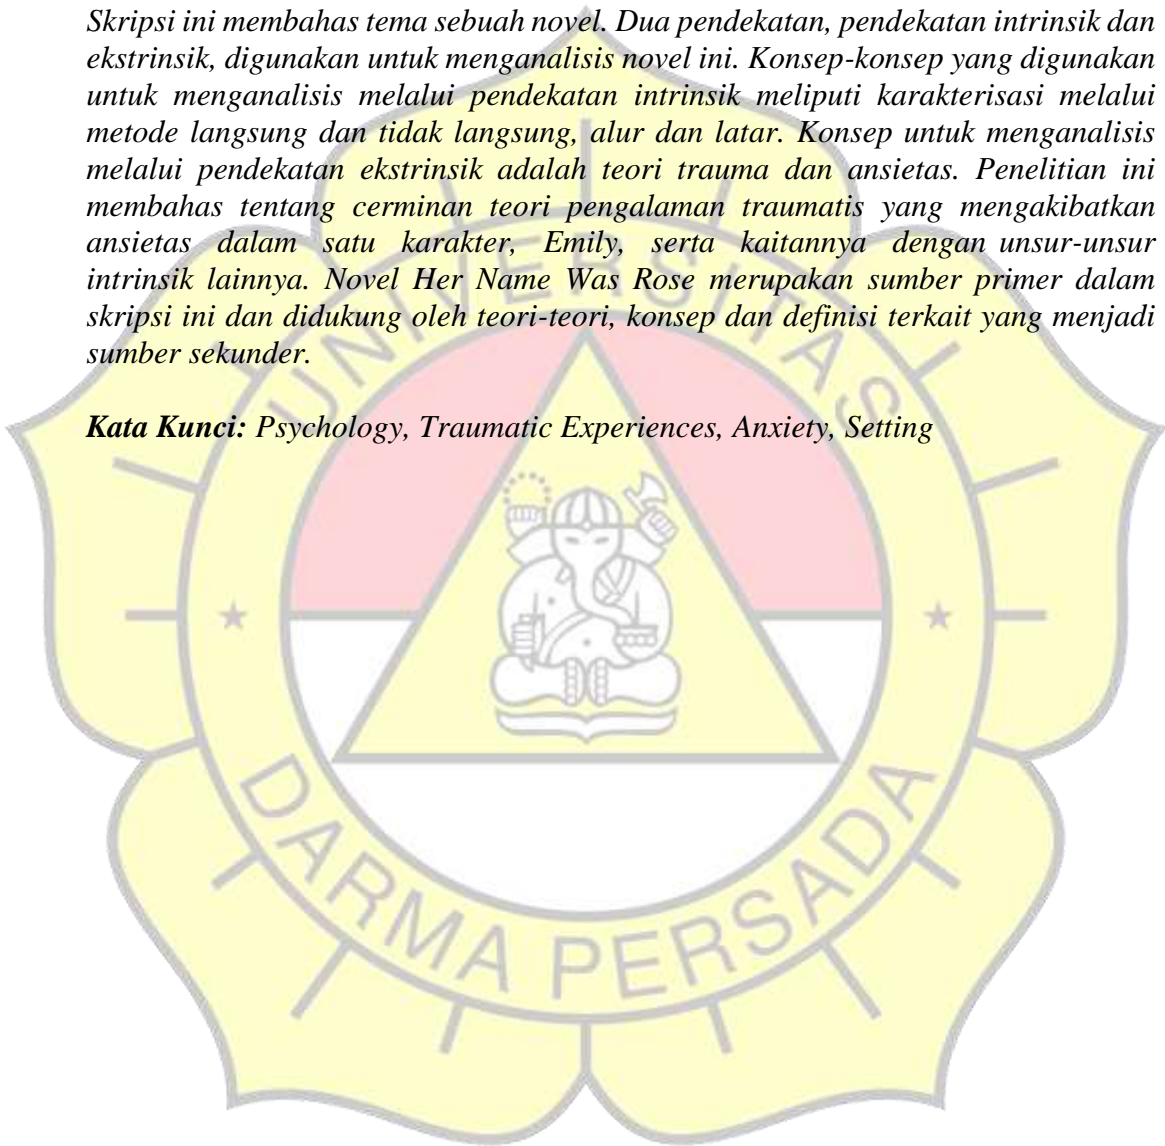 Skripsi ini membahas tema sebuah novel. Dua pendekatan, pendekatan intrinsik dan
ekstrinsik, digunakan untuk menganalisis novel ini. Konsep-konsep yang digunakan
untuk menganalisis melalui pendekatan intrinsik meliputi karakterisasi melalui
metode langsung dan tidak langsung, alur dan latar. Konsep untuk menganalisis
melalui pendekatan ekstrinsik adalah teori trauma dan ansietas. Penelitian ini
membahas tentang cerminan teori pengalaman traumatis yang mengakibatkan
ansietas dalam satu karakter, Emily, serta kaitannya dengan unsur-unsur
intrinsik lainnya. Novel Her Name Was Rose merupakan sumber primer dalam
skripsi ini dan didukung oleh teori-teori, konsep dan definisi terkait yang menjadi
sumber sekunder.
Kata Kunci: Psychology, Traumatic Experiences, Anxiety, Setting
UNIVERSITAS
DARMA PERSADA